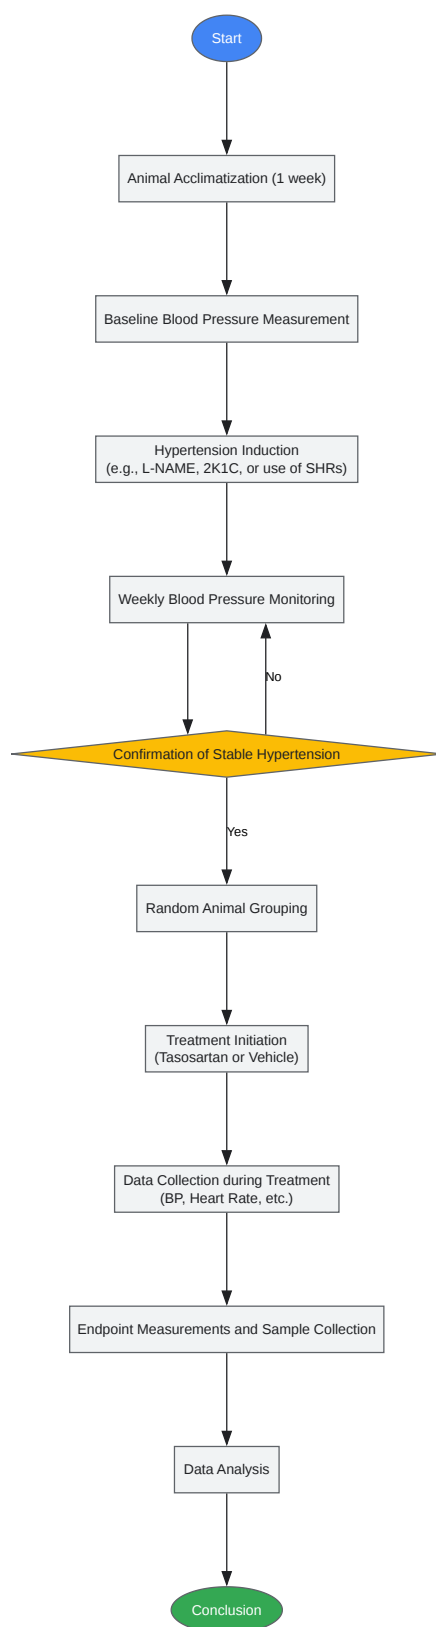 Start
Animal Acclimatization (1 week)
Baseline Blood Pressure Measurement
Hypertension Induction
(e.g., L-NAME, 2K1C, or use of SHRs)
Weekly Blood Pressure Monitoring
No
Confirmation of Stable Hypertension
Yes
Random Animal Grouping
Treatment Initiation
(Tasosartan or Vehicle)
Data Collection during Treatment
(BP, Heart Rate, etc.)
Endpoint Measurements and Sample Collection
Data Analysis
Conclusion